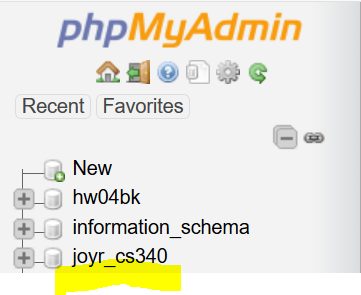 phpMyAdmin
Recent Favorites
New
hw04bk
information_schema
joyr_cs340